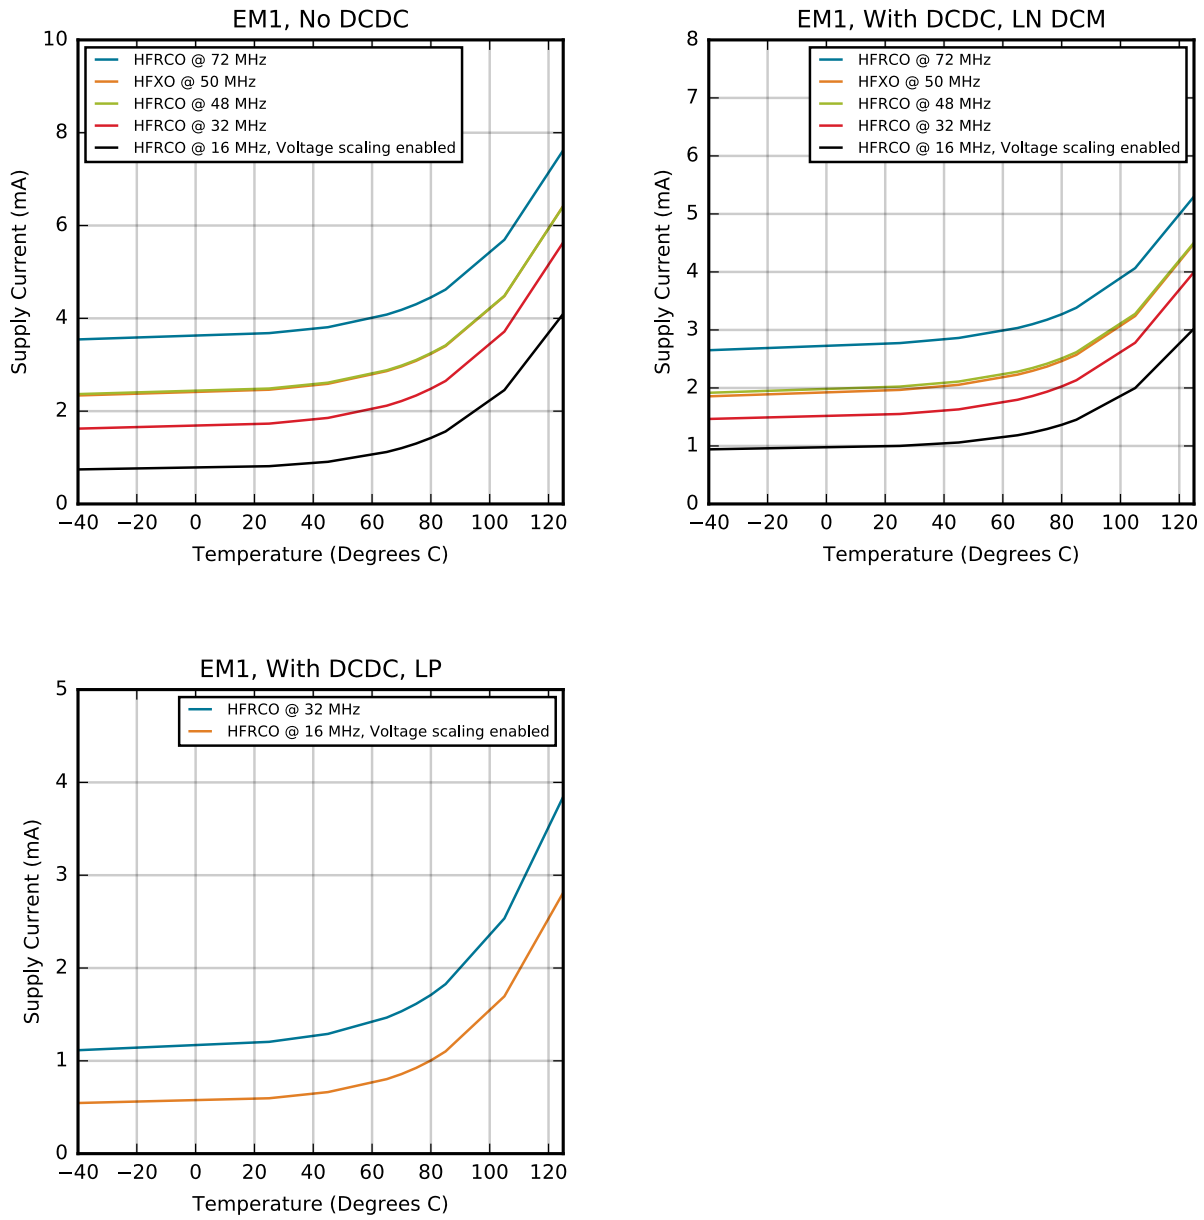 EM1, No DCDC
Supply Current (mA)
10
8
6
4
2
0
HFRCO @ 72 MHz
HFXO @ 50 MHz
HFRCO @ 48 MHz
HFRCO @ 32 MHz
HFRCO @ 16 MHz, Voltage scaling enabled
−40 −20 0 20 40 60 80 100 120
Temperature (Degrees C)
EM1, With DCDC, LN DCM
Supply Current (mA)
8
7
6
5
4
3
2
1
0
HFRCO @ 72 MHz
HFXO @ 50 MHz
HFRCO @ 48 MHz
HFRCO @ 32 MHz
HFRCO @ 16 MHz, Voltage scaling enabled
−40 −20 0 20 40 60 80 100 120
Temperature (Degrees C)
EM1, With DCDC, LP
Supply Current (mA)
5
4
3
2
1
0
HFRCO @ 32 MHz
HFRCO @ 16 MHz, Voltage scaling enabled
−40 −20 0 20 40 60 80 100 120
Temperature (Degrees C)